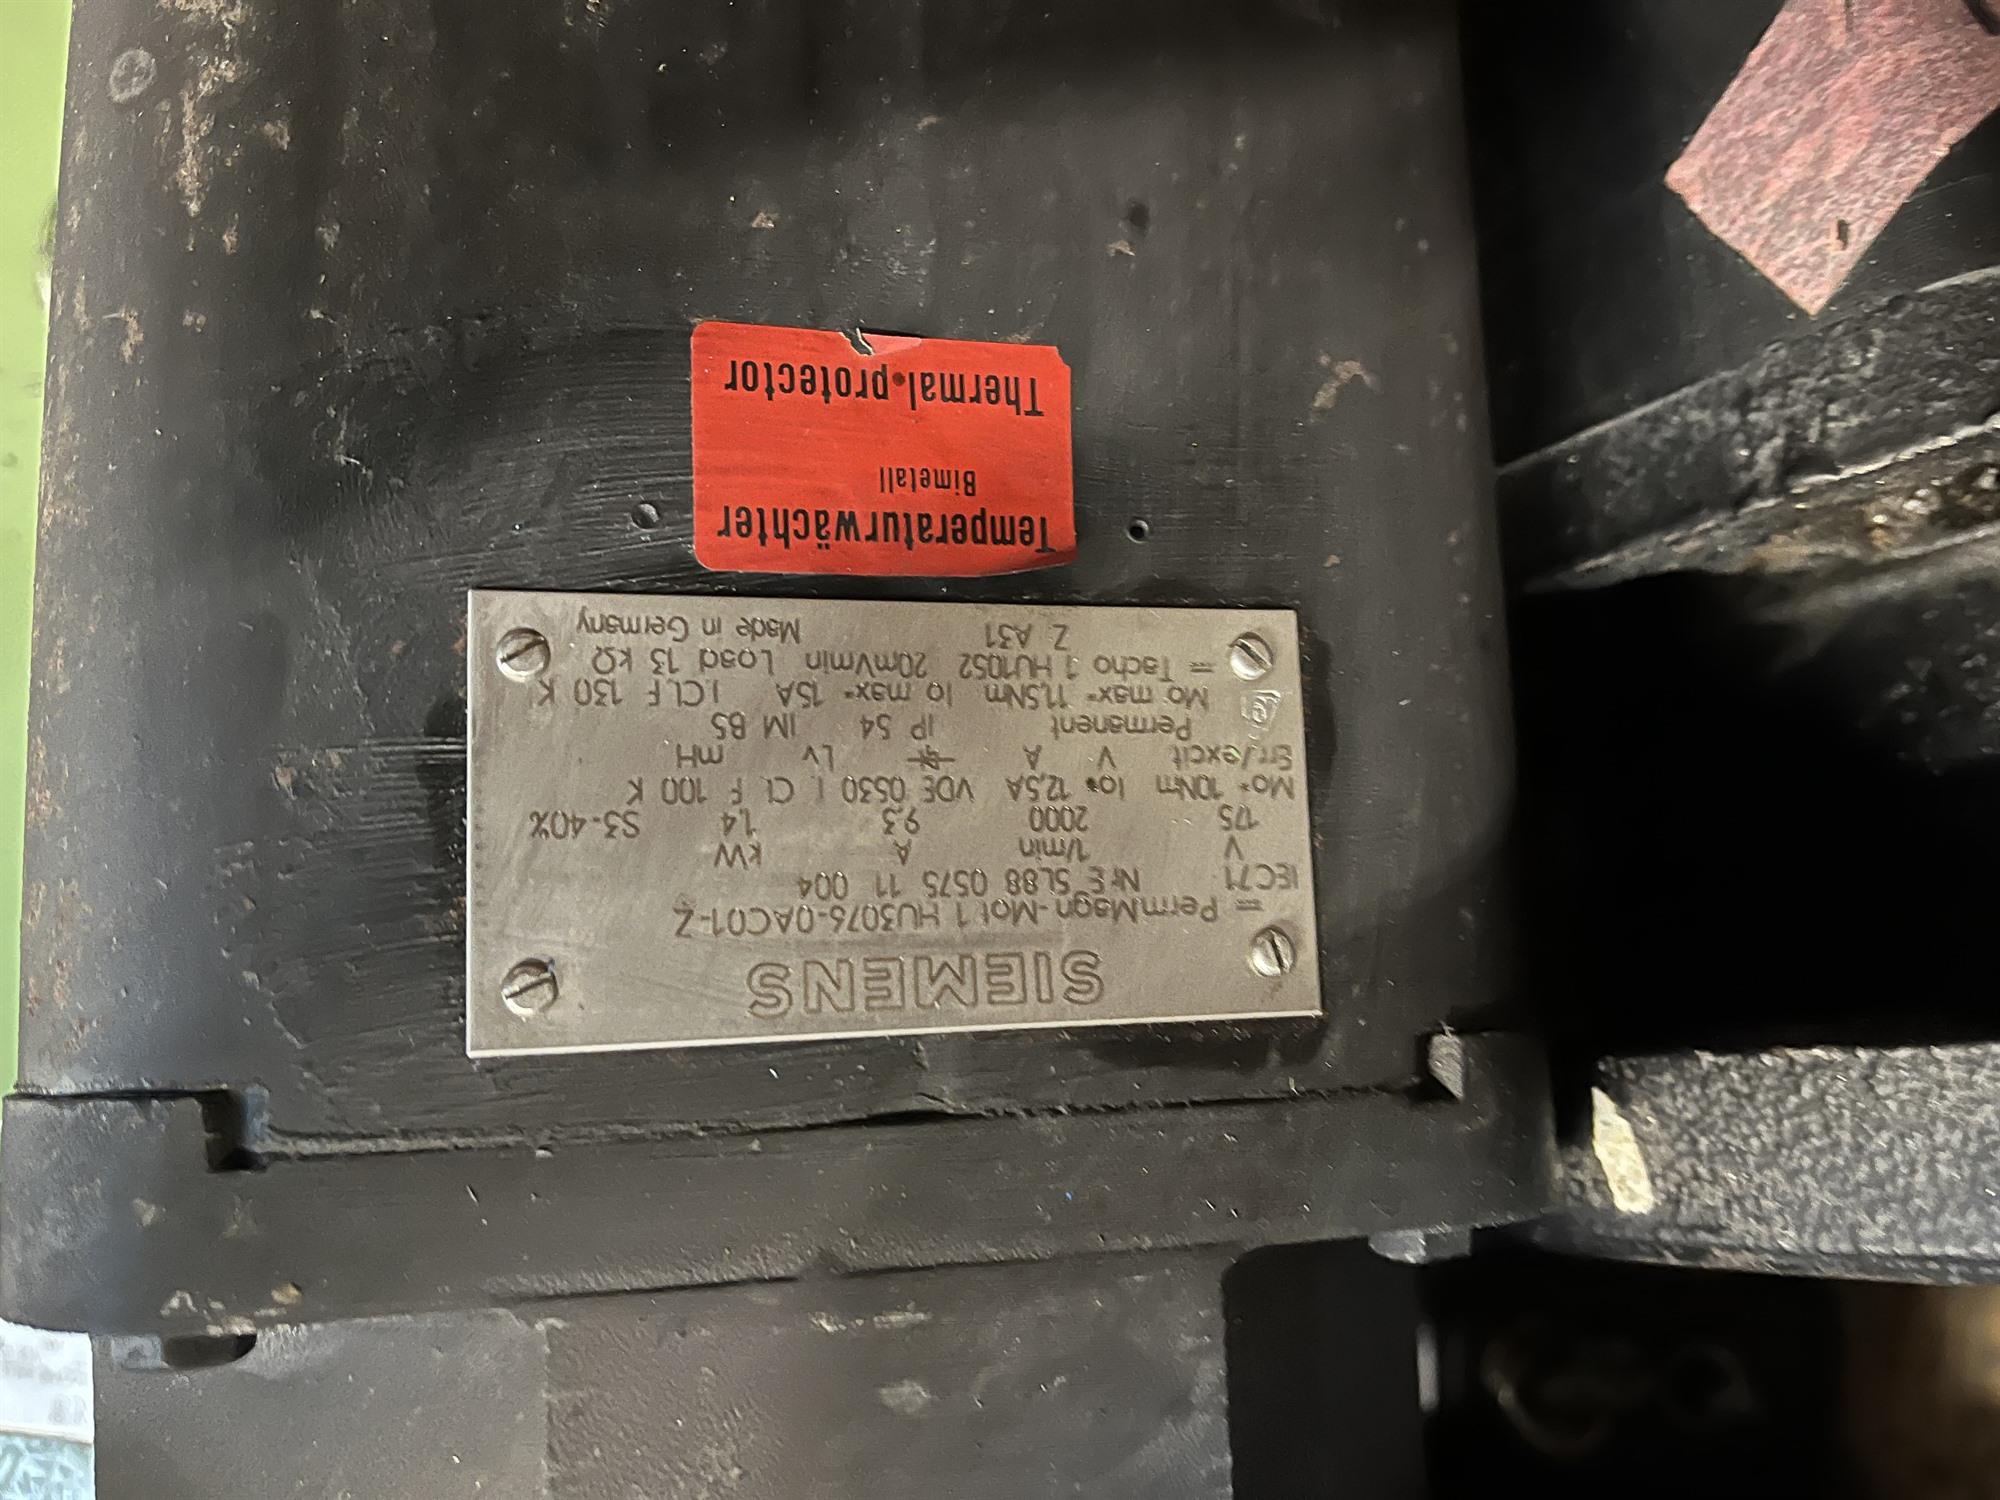 SIEMENS
= Perm.Magn-Mot 1 HU3076-0AC01-Z
IEC71 Nr E 5L88 0575 11 004
V 1/min A kW
175 2000 9,3 1,4 S3-40%
Mo= 10Nm Io= 12,5A VDE 0530 I. Cl. F 100 K
Err./excit V A Lv mH
Permanent IP 54 IM B5
Mo max= 11,5Nm Io max= 15A I Cl. F 130 K
= Tacho 1 HU1052 20mVmin Load 13 kΩ
Z A31 Made in Germany
Temperaturwächter
Bimetall
Thermal-protector